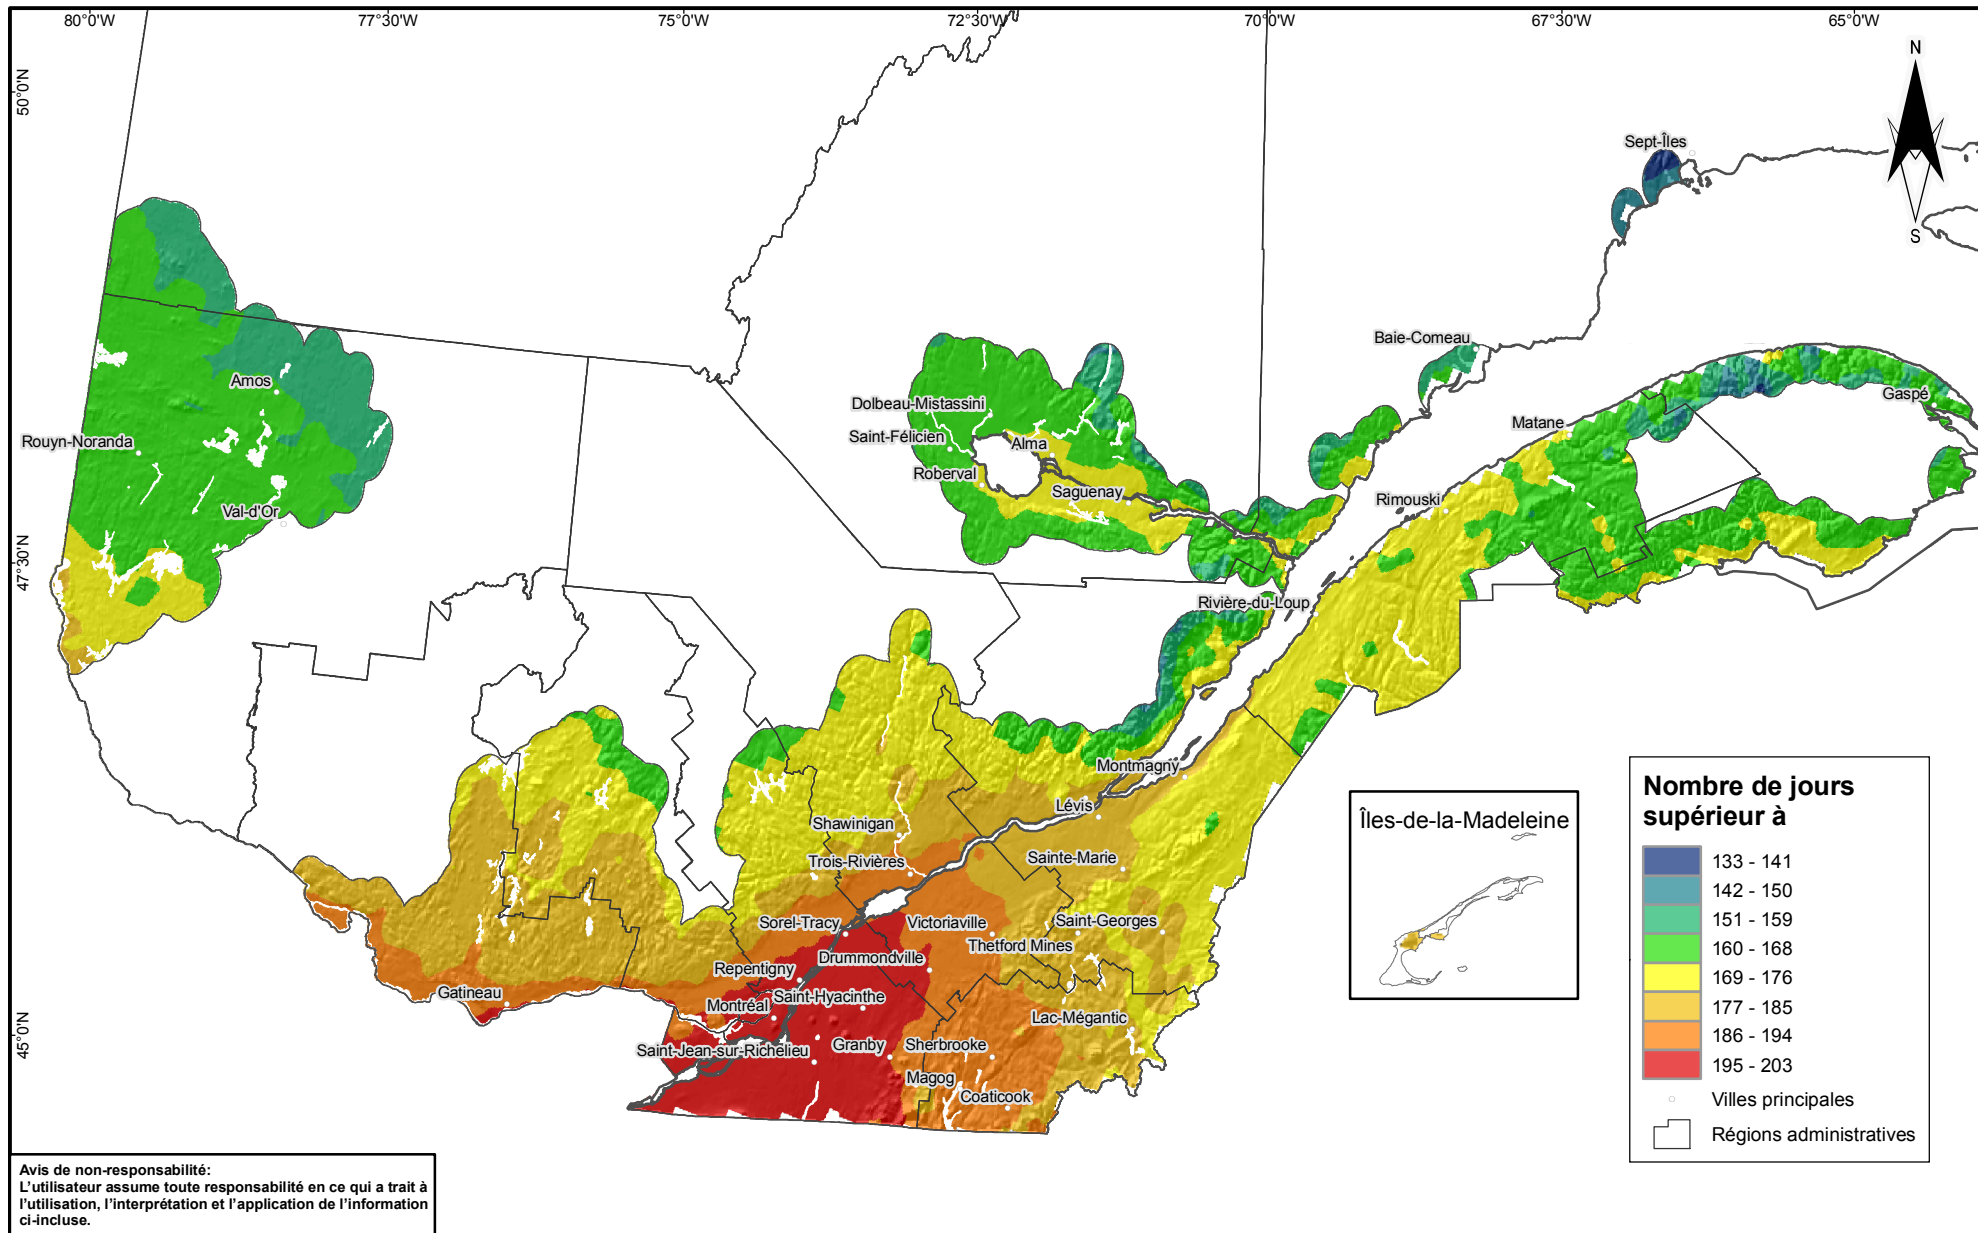 80°0'W
77°30'W
75°0'W
72°30'W
70°0'W
67°30'W
65°0'W
50°0'N
47°30'N
45°0'N
N
S
Sept-Îles
Baie-Comeau
Gaspé
Matane
Rimouski
Amos
Rouyn-Noranda
Val-d'Or
Dolbeau-Mistassini
Saint-Félicien
Alma
Roberval
Saguenay
Rivière-du-Loup
Montmagny
Lévis
Shawinigan
Trois-Rivières
Sainte-Marie
Sorel-Tracy
Victoriaville
Saint-Georges
Thetford Mines
Drummondville
Repentigny
Gatineau
Montréal
Saint-Hyacinthe
Lac-Mégantic
Saint-Jean-sur-Richelieu
Granby
Sherbrooke
Magog
Coaticook
Îles-de-la-Madeleine
Nombre de jours
supérieur à
133 - 141
142 - 150
151 - 159
160 - 168
169 - 176
177 - 185
186 - 194
195 - 203
Villes principales
Régions administratives
Avis de non-responsabilité:
L'utilisateur assume toute responsabilité en ce qui a trait à
l'utilisation, l'interprétation et l'application de l'information
ci-incluse.